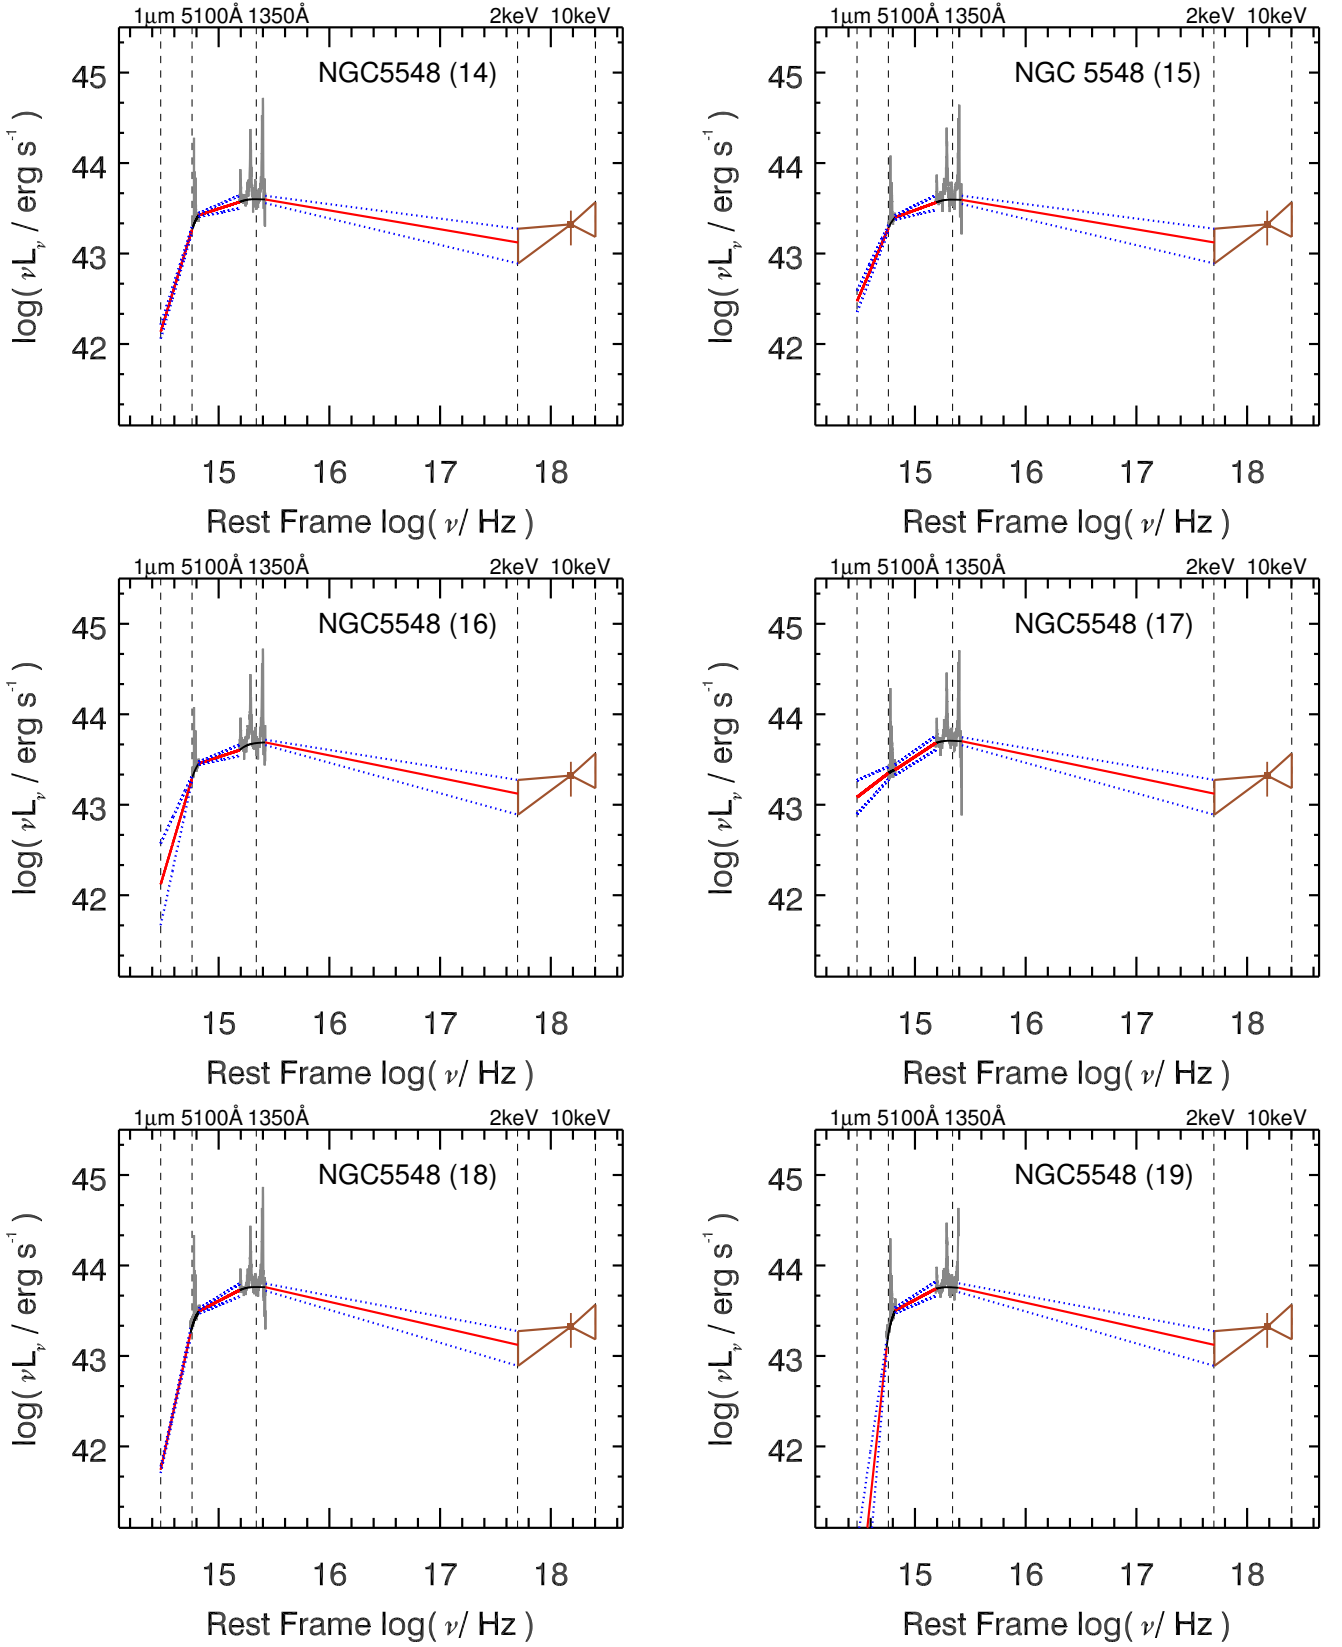 1μm 5100Å 1350Å 2keV 10keV
NGC5548 (14)
log( νLν / erg s-1 )
45
44
43
42
15 16 17 18
Rest Frame log( ν/ Hz )
1μm 5100Å 1350Å 2keV 10keV
NGC 5548 (15)
log( νLν / erg s-1 )
45
44
43
42
15 16 17 18
Rest Frame log( ν/ Hz )
1μm 5100Å 1350Å 2keV 10keV
NGC5548 (16)
log( νLν / erg s-1 )
45
44
43
42
15 16 17 18
Rest Frame log( ν/ Hz )
1μm 5100Å 1350Å 2keV 10keV
NGC5548 (17)
log( νLν / erg s-1 )
45
44
43
42
15 16 17 18
Rest Frame log( ν/ Hz )
1μm 5100Å 1350Å 2keV 10keV
NGC5548 (18)
log( νLν / erg s-1 )
45
44
43
42
15 16 17 18
Rest Frame log( ν/ Hz )
1μm 5100Å 1350Å 2keV 10keV
NGC5548 (19)
log( νLν / erg s-1 )
45
44
43
42
15 16 17 18
Rest Frame log( ν/ Hz )